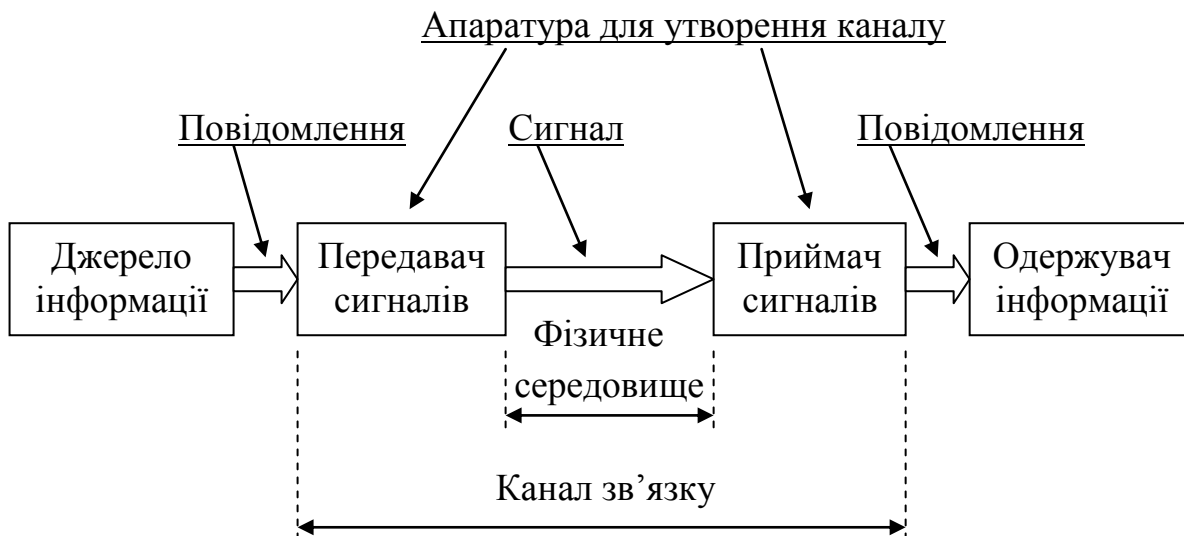 Апаратура для утворення каналу
Повідомлення
Сигнал
Повідомлення
Джерело
інформації
Передавач
сигналів
Приймач
сигналів
Одержувач
інформації
Фізичне
середовище
Канал зв’язку